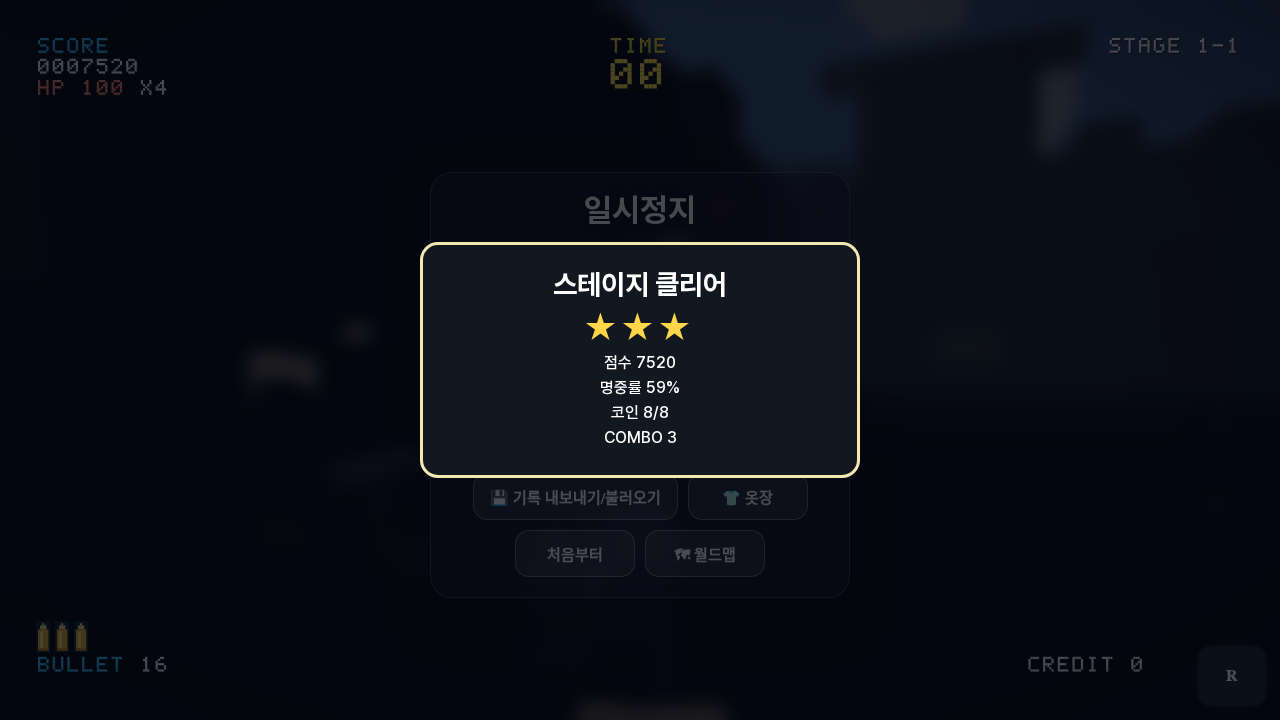 SCORE
0007520
HP 100 X4
TIME
00
STAGE 1-1
일시정지
스테이지 클리어
★★★
점수 7520
명중률 59%
코인 8/8
COMBO 3
💾 기록 내보내기/불러오기
👕 옷장
처음부터
🗺 월드맵
BULLET 16
CREDIT 0
R